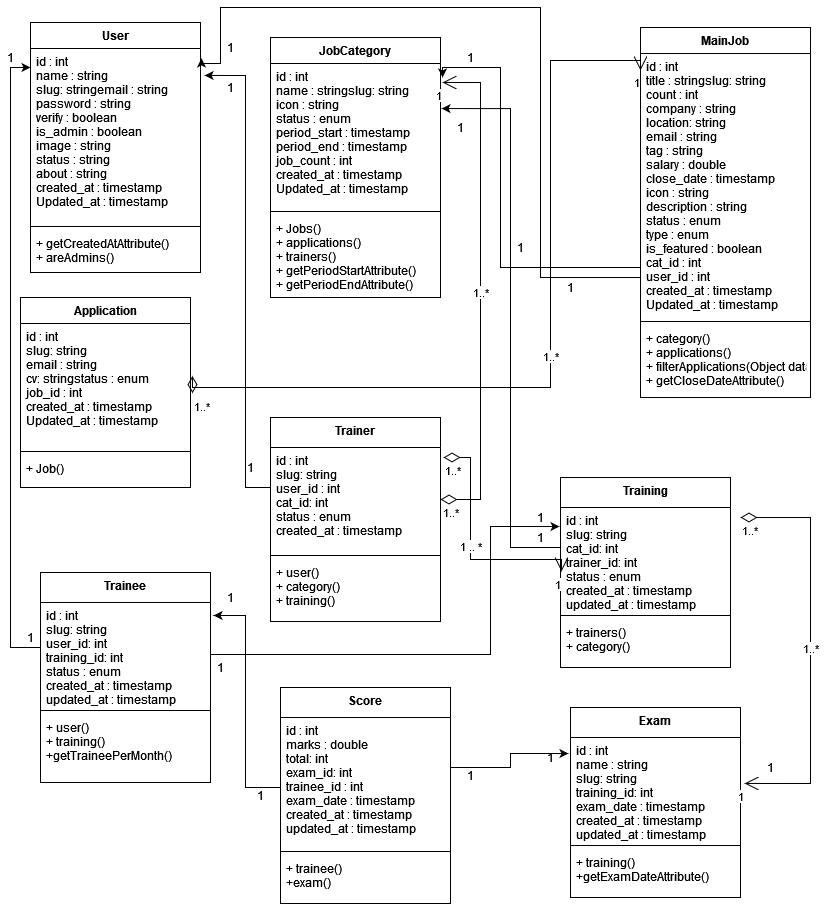 User
id : int
name : string
slug: stringemail : string
password : string
verify : boolean
is_admin : boolean
image : string
status : string
about : string
created_at : timestamp
Updated_at : timestamp
+ getCreatedAtAttribute()
+ areAdmins()
JobCategory
id : int
name : stringslug: string
icon : string
status : enum
period_start : timestamp
period_end : timestamp
job_count : int
created_at : timestamp
Updated_at : timestamp
+ Jobs()
+ applications()
+ trainers()
+ getPeriodStartAttribute()
+ getPeriodEndAttribute()
MainJob
id : int
title : stringslug: string
count : int
company : string
location: string
email : string
tag : string
salary : double
close_date : timestamp
icon : string
description : string
status : enum
type : enum
is_featured : boolean
cat_id : int
user_id : int
created_at : timestamp
Updated_at : timestamp
+ category()
+ applications()
+ filterApplications(Object dat
+ getCloseDateAttribute()
Application
id : int
slug: string
email : string
cv: stringstatus : enum
job_id : int
created_at : timestamp
Updated_at : timestamp
+ Job()
Trainer
id : int
slug: string
user_id : int
cat_id: int
status : enum
created_at : timestamp
+ user()
+ category()
+ training()
Training
id : int
slug: string
cat_id: int
trainer_id: int
status : enum
created_at : timestamp
updated_at : timestamp
+ trainers()
+ category()
Trainee
id : int
slug: string
user_id: int
training_id: int
status : enum
created_at : timestamp
updated_at : timestamp
+ user()
+ training()
+getTraineePerMonth()
Score
id : int
marks : double
total: int
exam_id: int
trainee_id : int
exam_date : timestamp
created_at : timestamp
updated_at : timestamp
+ trainee()
+exam()
Exam
id : int
name : string
slug: string
training_id: int
exam_date : timestamp
created_at : timestamp
updated_at : timestamp
+ training()
+getExamDateAttribute()
1
1
1
1
1
1
1
1
1
1..*
1..*
1..*
1
1..*
1..*
1 .. *
1
1
1
1..*
1..*
1
1
1
1
1
1
1
1